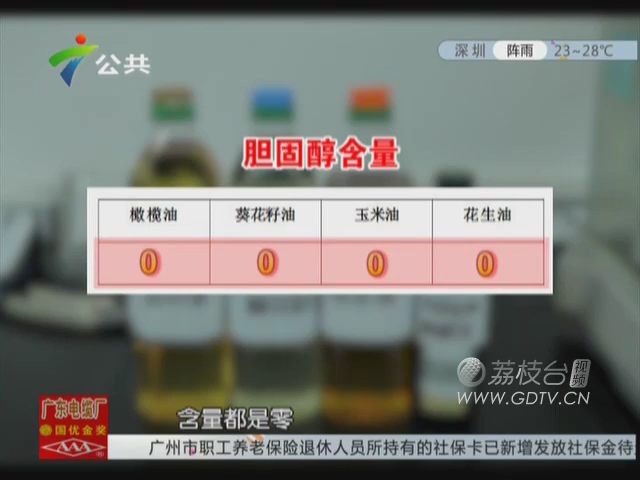 公共
深圳 阵雨 23~28℃
胆固醇含量
橄榄油 葵花籽油 玉米油 花生油
0 0 0 0
荔枝台 视频
WWW.GDTV.CN
广东电缆厂
国优金奖
AAA
含量都是零
广州市职工养老保险退休人员所持有的社保卡已新增发放社保金待